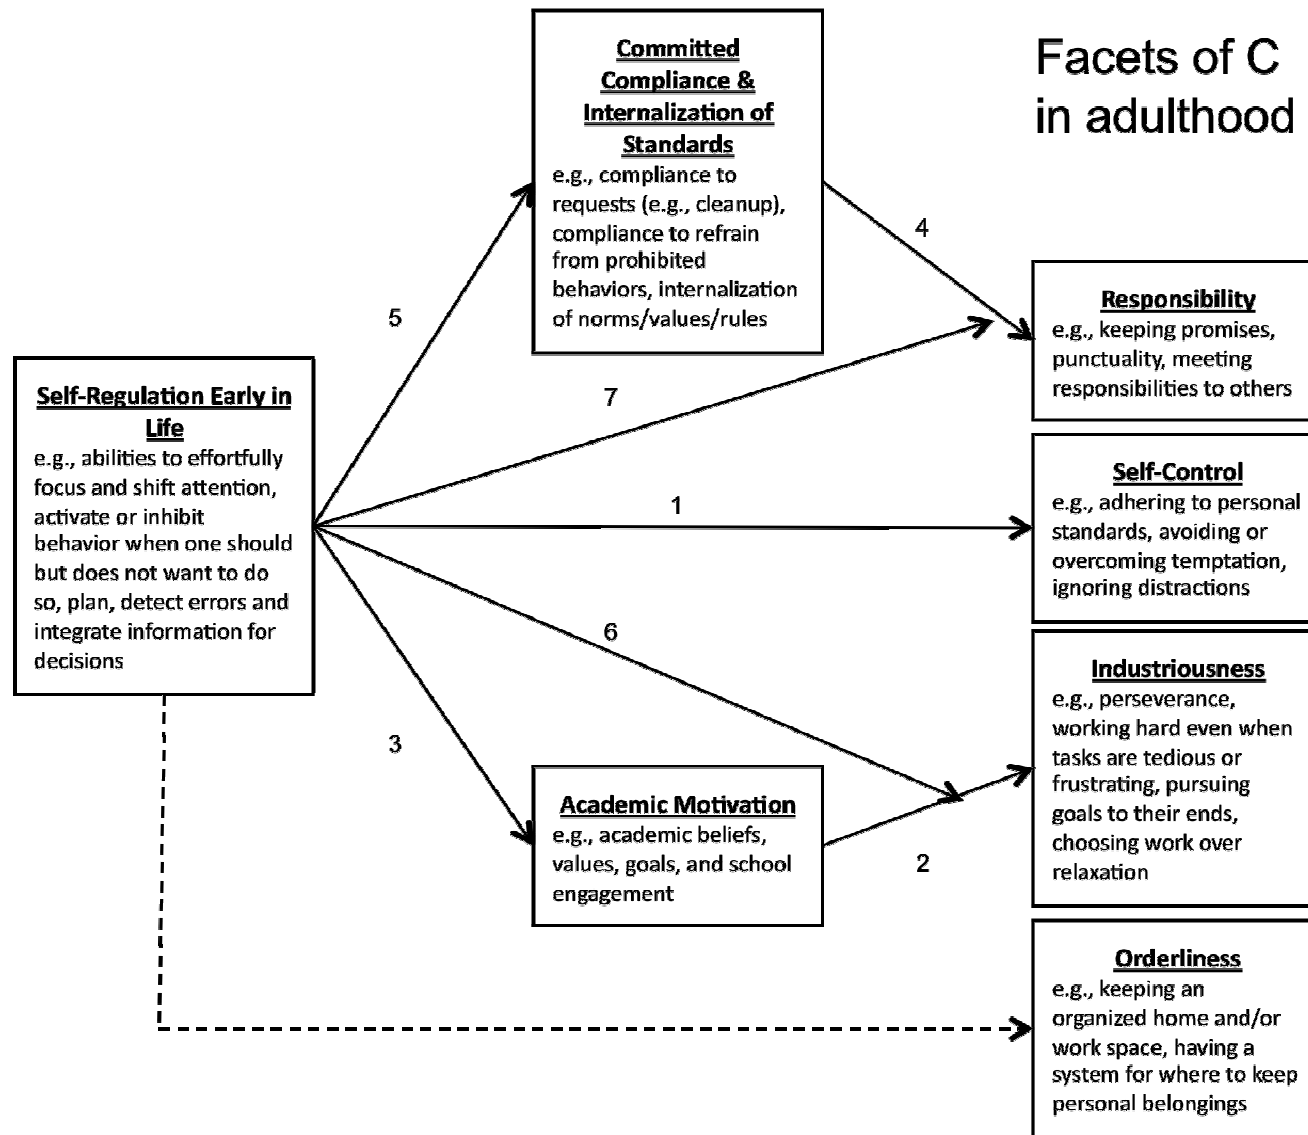 Facets of C
in adulthood
Committed
Compliance &
Internalization of
Standards
e.g., compliance to
requests (e.g., cleanup),
compliance to refrain
from prohibited
behaviors, internalization
of norms/values/rules
4
Responsibility
e.g., keeping promises,
punctuality, meeting
responsibilities to others
5
7
Self-Regulation Early in
Life
e.g., abilities to effortfully
focus and shift attention,
activate or inhibit
behavior when one should
but does not want to do
so, plan, detect errors and
integrate information for
decisions
1
Self-Control
e.g., adhering to personal
standards, avoiding or
overcoming temptation,
ignoring distractions
6
3
Industriousness
e.g., perseverance,
working hard even when
tasks are tedious or
frustrating, pursuing
goals to their ends,
choosing work over
relaxation
Academic Motivation
e.g., academic beliefs,
values, goals, and school
engagement
2
Orderliness
e.g., keeping an
organized home and/or
work space, having a
system for where to keep
personal belongings